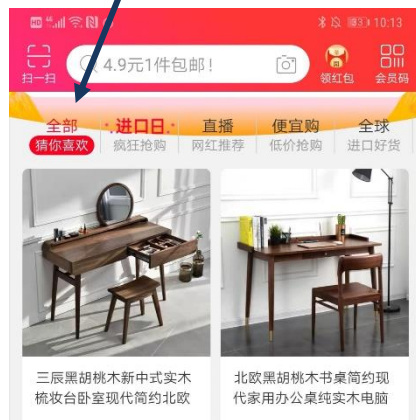 HD 4G 83 10:13
扫一扫
4.9元1件包邮!
领红包
会员码
全部 进口日 直播 便宜购 全球
猜你喜欢 疯狂抢购 网红推荐 低价抢购 进口好货
三辰黑胡桃木新中式实木
梳妆台卧室现代简约北欧
北欧黑胡桃木书桌简约现
代家用办公桌纯实木电脑